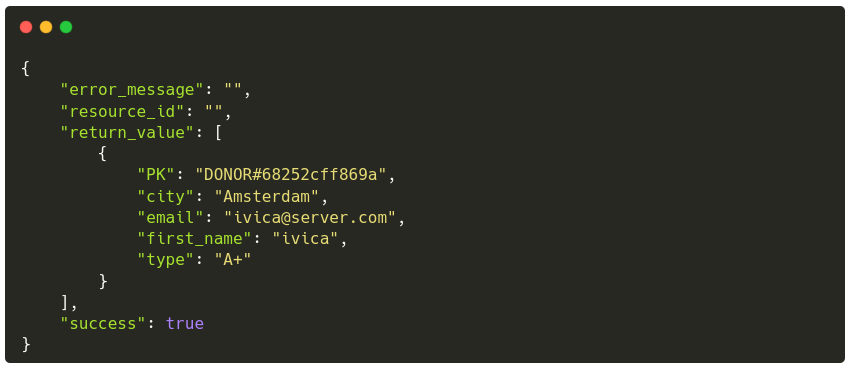 {
    "error_message": "",
    "resource_id": "",
    "return_value": [
        {
            "PK": "DONOR#68252cff869a",
            "city": "Amsterdam",
            "email": "ivica@server.com",
            "first_name": "ivica",
            "type": "A+"
        }
    ],
    "success": true
}